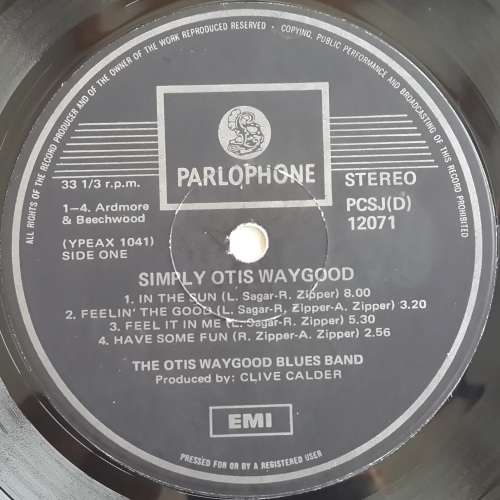 ALL RIGHTS OF THE RECORD PRODUCER AND OF THE OWNER OF THE WORK REPRODUCED RESERVED · COPYING, PUBLIC PERFORMANCE AND BROADCASTING OF THIS RECORD PROHIBITED
PARLOPHONE
33 1/3 r.p.m.
STEREO
1–4. Ardmore
& Beechwood
PCSJ(D)
12071
(YPEAX 1041)
SIDE ONE
SIMPLY OTIS WAYGOOD
1. IN THE SUN (L. Sagar-R. Zipper) 8.00
2. FEELIN' THE GOOD (L. Sagar-R. Zipper-A. Zipper) 3.20
3. FEEL IT IN ME (L. Sagar-R. Zipper) 5.30
4. HAVE SOME FUN (R. Zipper-A. Zipper) 2.56
THE OTIS WAYGOOD BLUES BAND
Produced by: CLIVE CALDER
EMI
PRESSED FOR OR BY A REGISTERED USER